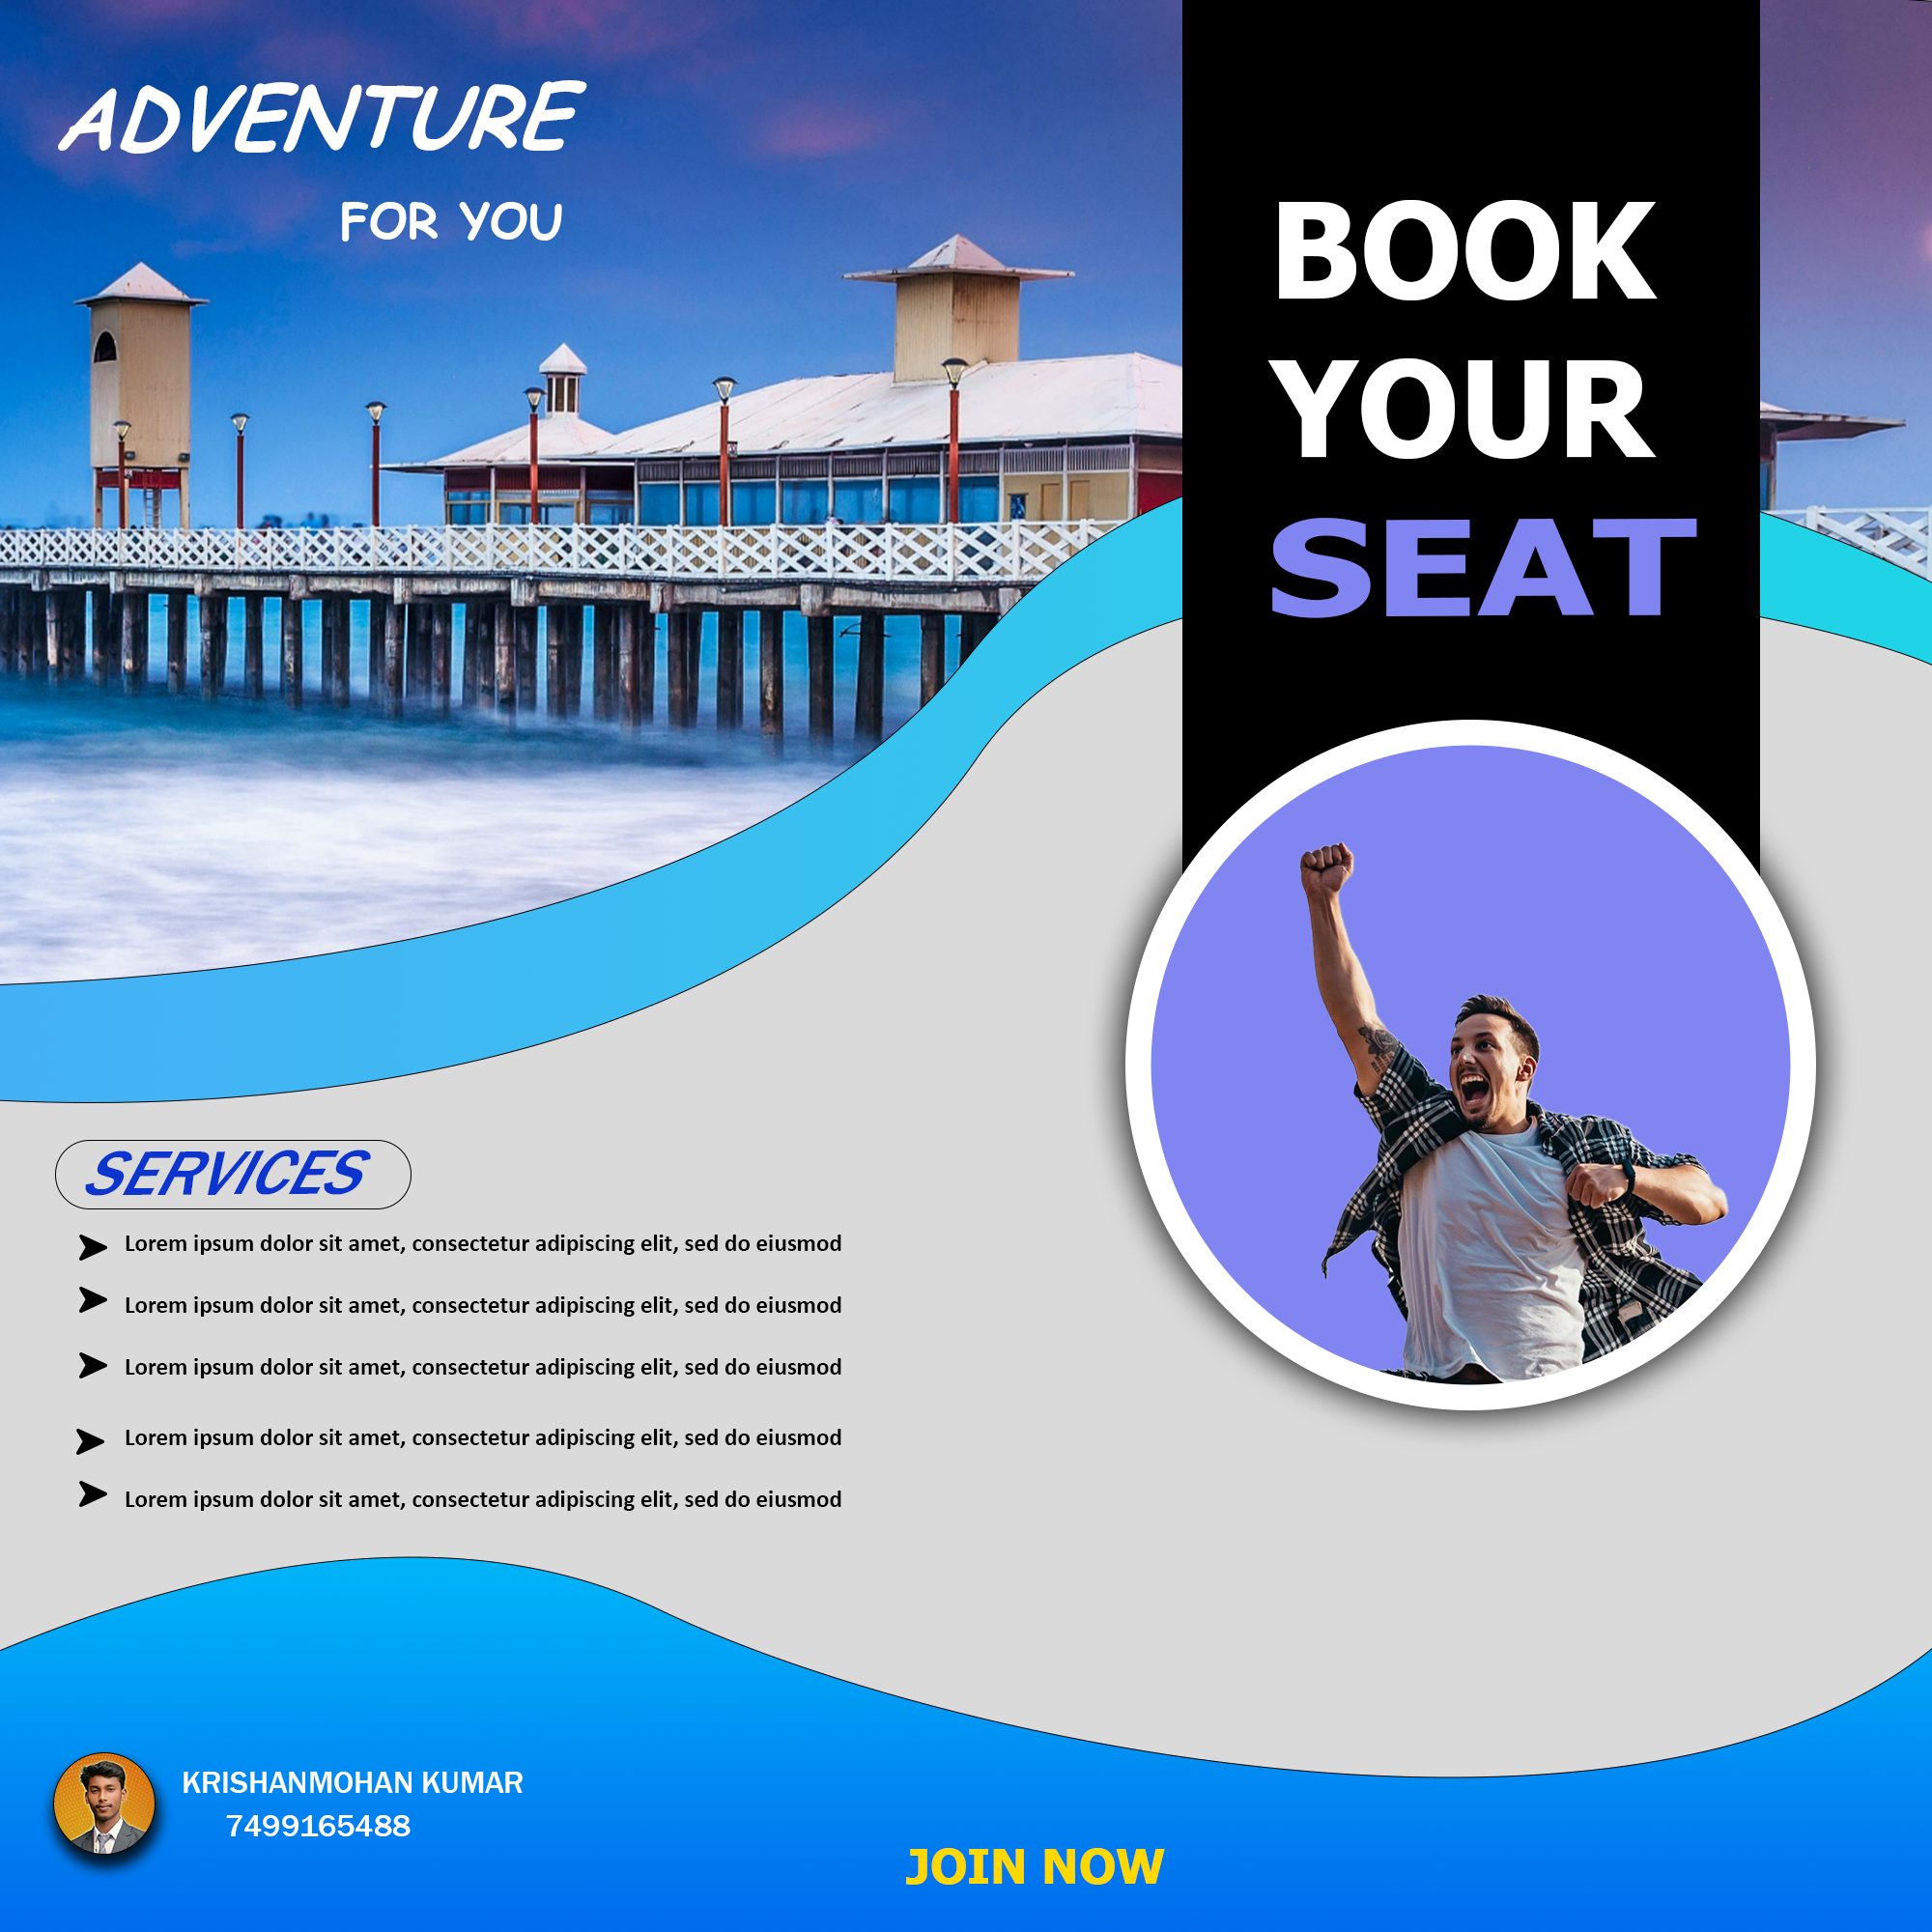 ADVENTURE
FOR YOU
BOOK
YOUR
SEAT
SERVICES
Lorem ipsum dolor sit amet, consectetur adipiscing elit, sed do eiusmod
Lorem ipsum dolor sit amet, consectetur adipiscing elit, sed do eiusmod
Lorem ipsum dolor sit amet, consectetur adipiscing elit, sed do eiusmod
Lorem ipsum dolor sit amet, consectetur adipiscing elit, sed do eiusmod
Lorem ipsum dolor sit amet, consectetur adipiscing elit, sed do eiusmod
KRISHANMOHAN KUMAR
7499165488
JOIN NOW